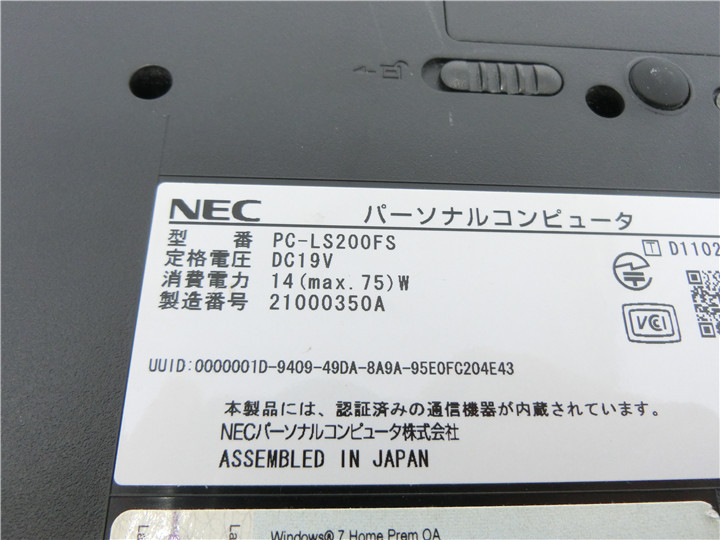 NEC パーソナルコンピュータ
型 番 PC-LS200FS
定格電圧 DC19V
消費電力 14(max.75)W
製造番号 21000350A
T D1102
VCI
UUID:0000001D-9409-49DA-8A9A-95E0FC204E43
本製品には、認証済みの通信機器が内蔵されています。
NECパーソナルコンピュータ株式会社
ASSEMBLED IN JAPAN
La
La
Windows® 7 Home Prem OA